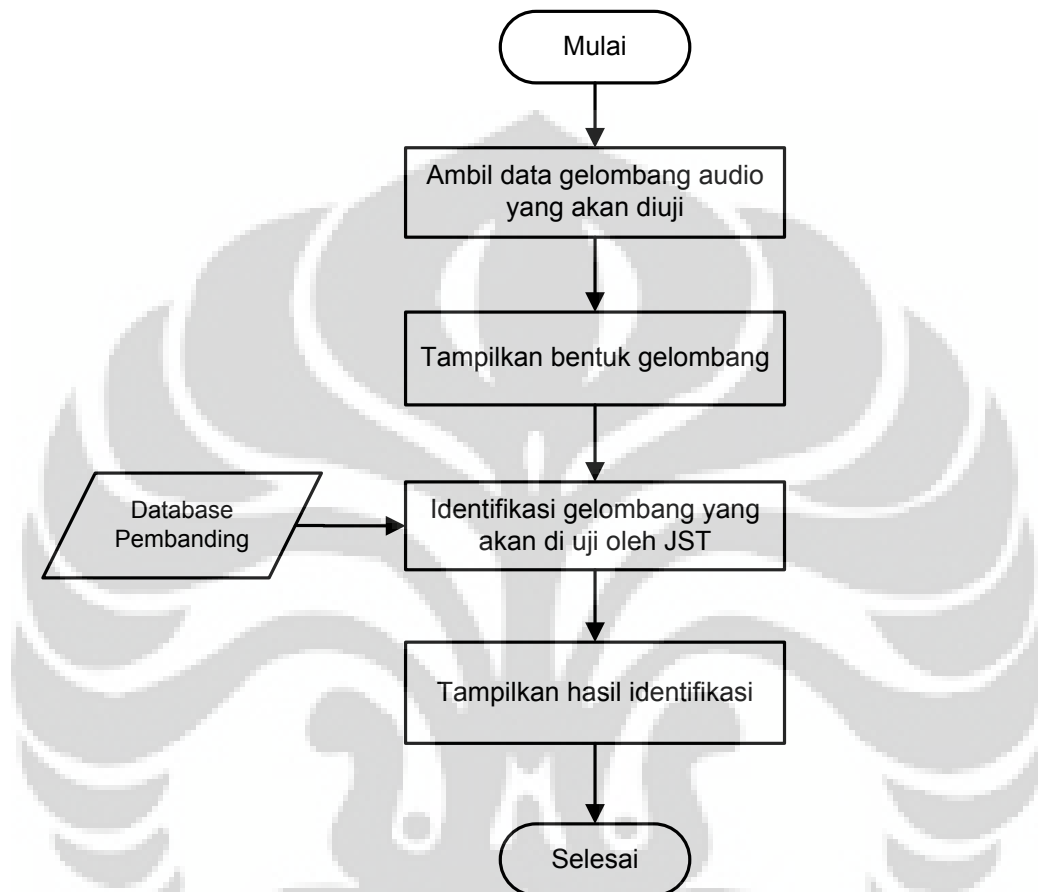 Mulai
Ambil data gelombang audio
yang akan diuji
Tampilkan bentuk gelombang
Database
Pembanding
Identifikasi gelombang yang
akan di uji oleh JST
Tampilkan hasil identifikasi
Selesai